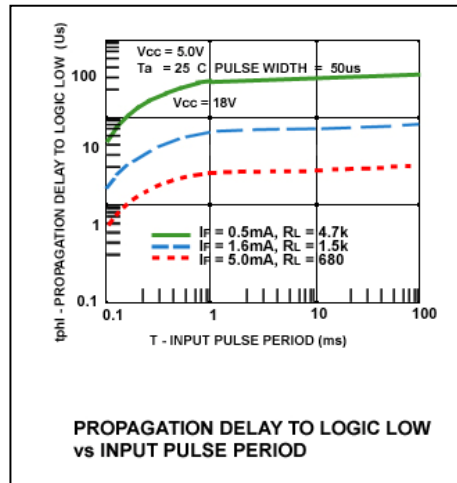 tphl - PROPAGATION DELAY TO LOGIC LOW (Us)
Vcc = 5.0V
Ta = 25 C PULSE WIDTH = 50us
Vcc = 18V
100
10
1
0.1
IF = 0.5mA, RL = 4.7k
IF = 1.6mA, RL = 1.5k
IF = 5.0mA, RL = 680
0.1 1 10 100
T - INPUT PULSE PERIOD (ms)
PROPAGATION DELAY TO LOGIC LOW
vs INPUT PULSE PERIOD